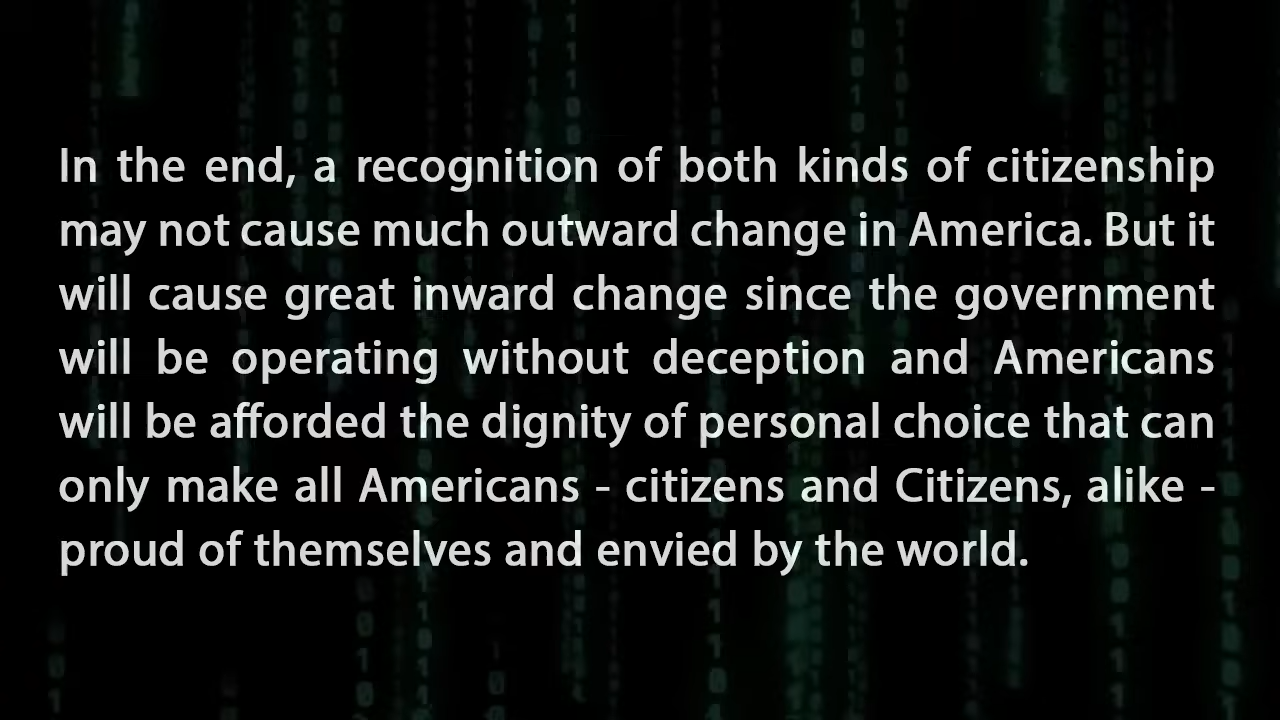 In the end, a recognition of both kinds of citizenship
may not cause much outward change in America. But it
will cause great inward change since the government
will be operating without deception and Americans
will be afforded the dignity of personal choice that can
only make all Americans - citizens and Citizens, alike -
proud of themselves and envied by the world.